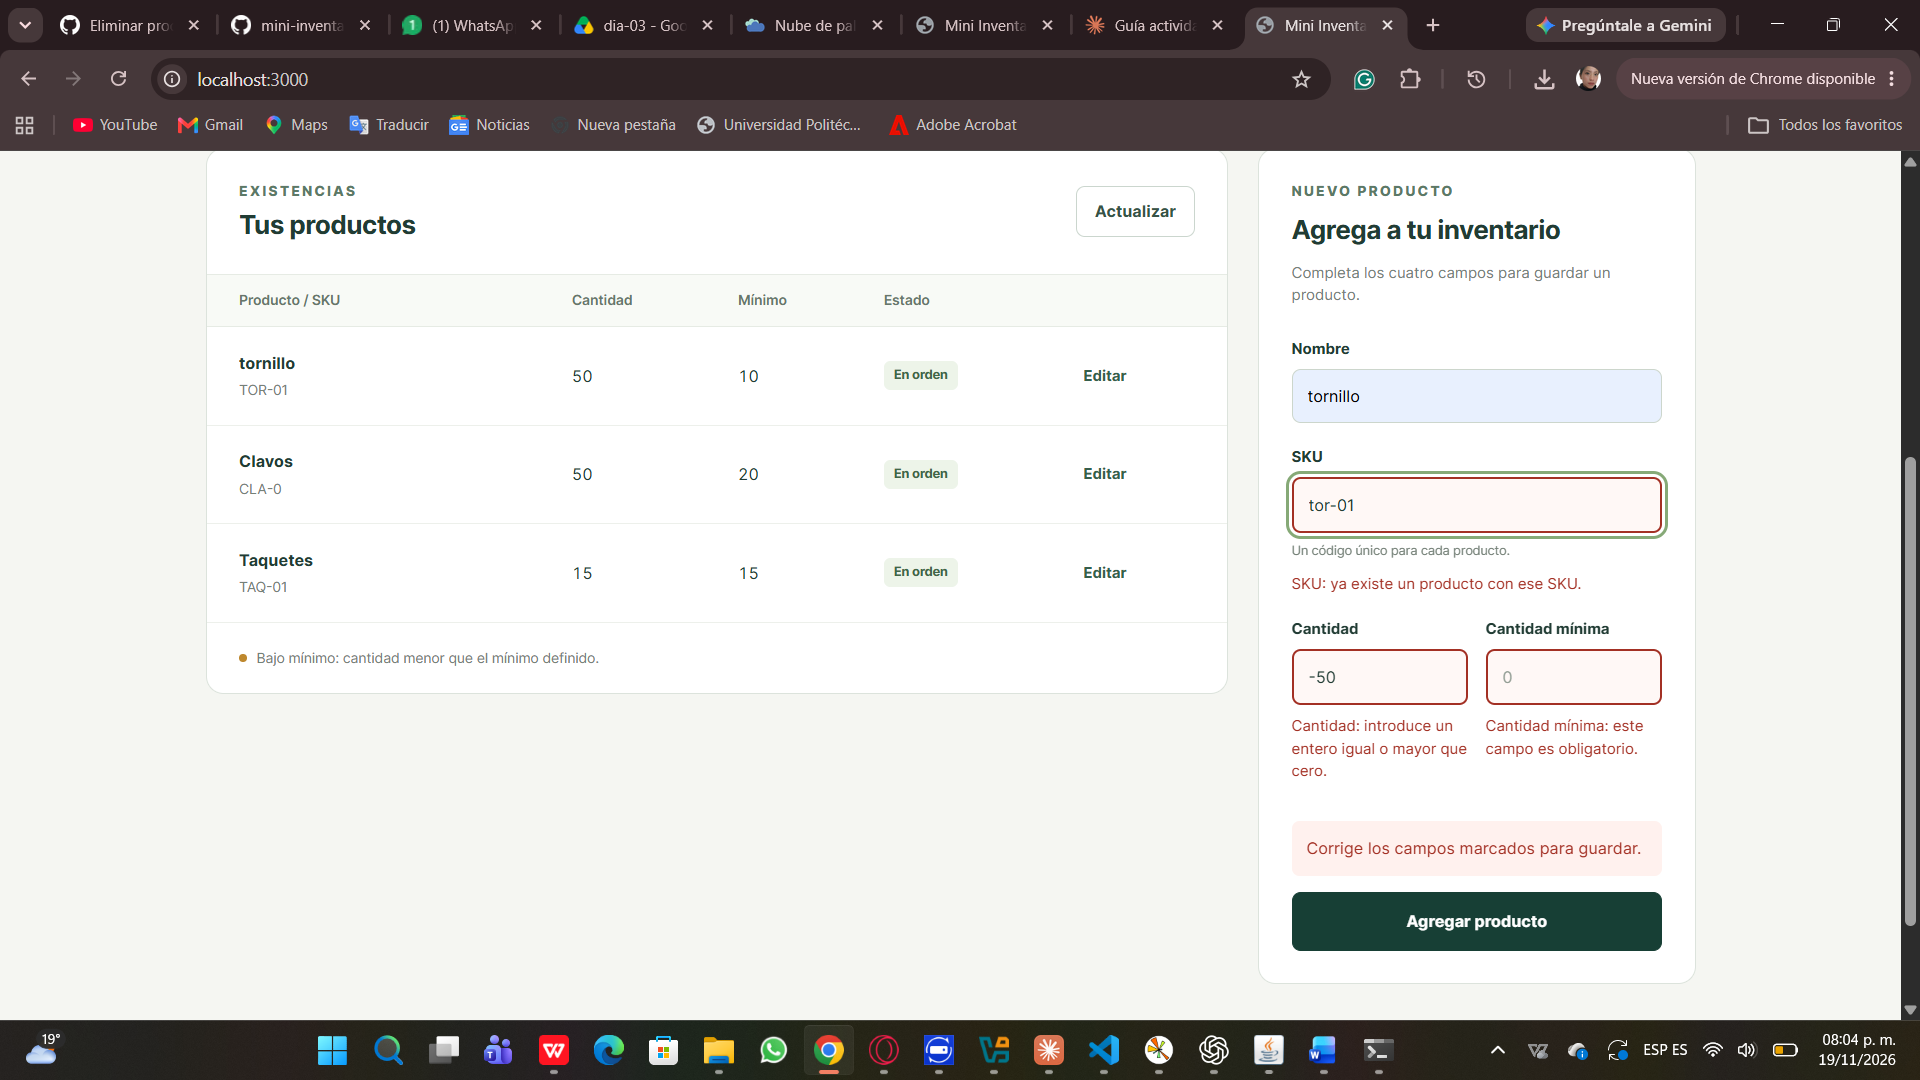 Eliminar pro
mini-inventa
(1) WhatsAp
dia-03 - Goo
Nube de pal
Mini Inventa
Guía activida
Mini Inventa
Pregúntale a Gemini
localhost:3000
Nueva versión de Chrome disponible
YouTube
Gmail
Maps
Traducir
Noticias
Nueva pestaña
Universidad Politéc...
Adobe Acrobat
Todos los favoritos
EXISTENCIAS
Tus productos
Actualizar
Producto / SKU
Cantidad
Mínimo
Estado
tornillo
TOR-01
50
10
En orden
Editar
Clavos
CLA-0
50
20
En orden
Editar
Taquetes
TAQ-01
15
15
En orden
Editar
Bajo mínimo: cantidad menor que el mínimo definido.
NUEVO PRODUCTO
Agrega a tu inventario
Completa los cuatro campos para guardar un
producto.
Nombre
tornillo
SKU
tor-01
Un código único para cada producto.
SKU: ya existe un producto con ese SKU.
Cantidad
-50
Cantidad: introduce un
entero igual o mayor que
cero.
Cantidad mínima
0
Cantidad mínima: este
campo es obligatorio.
Corrige los campos marcados para guardar.
Agregar producto
19°
ESP ES
08:04 p. m.
19/11/2026